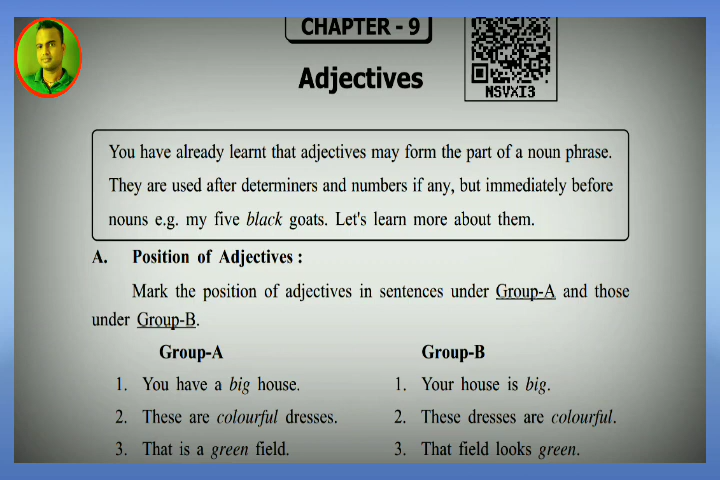 CHAPTER - 9
Adjectives
NSVXI3
You have already learnt that adjectives may form the part of a noun phrase.
They are used after determiners and numbers if any, but immediately before
nouns e.g. my five black goats. Let's learn more about them.
A. Position of Adjectives :
Mark the position of adjectives in sentences under Group-A and those
under Group-B.
Group-A Group-B
1. You have a big house. 1. Your house is big.
2. These are colourful dresses. 2. These dresses are colourful.
3. That is a green field. 3. That field looks green.